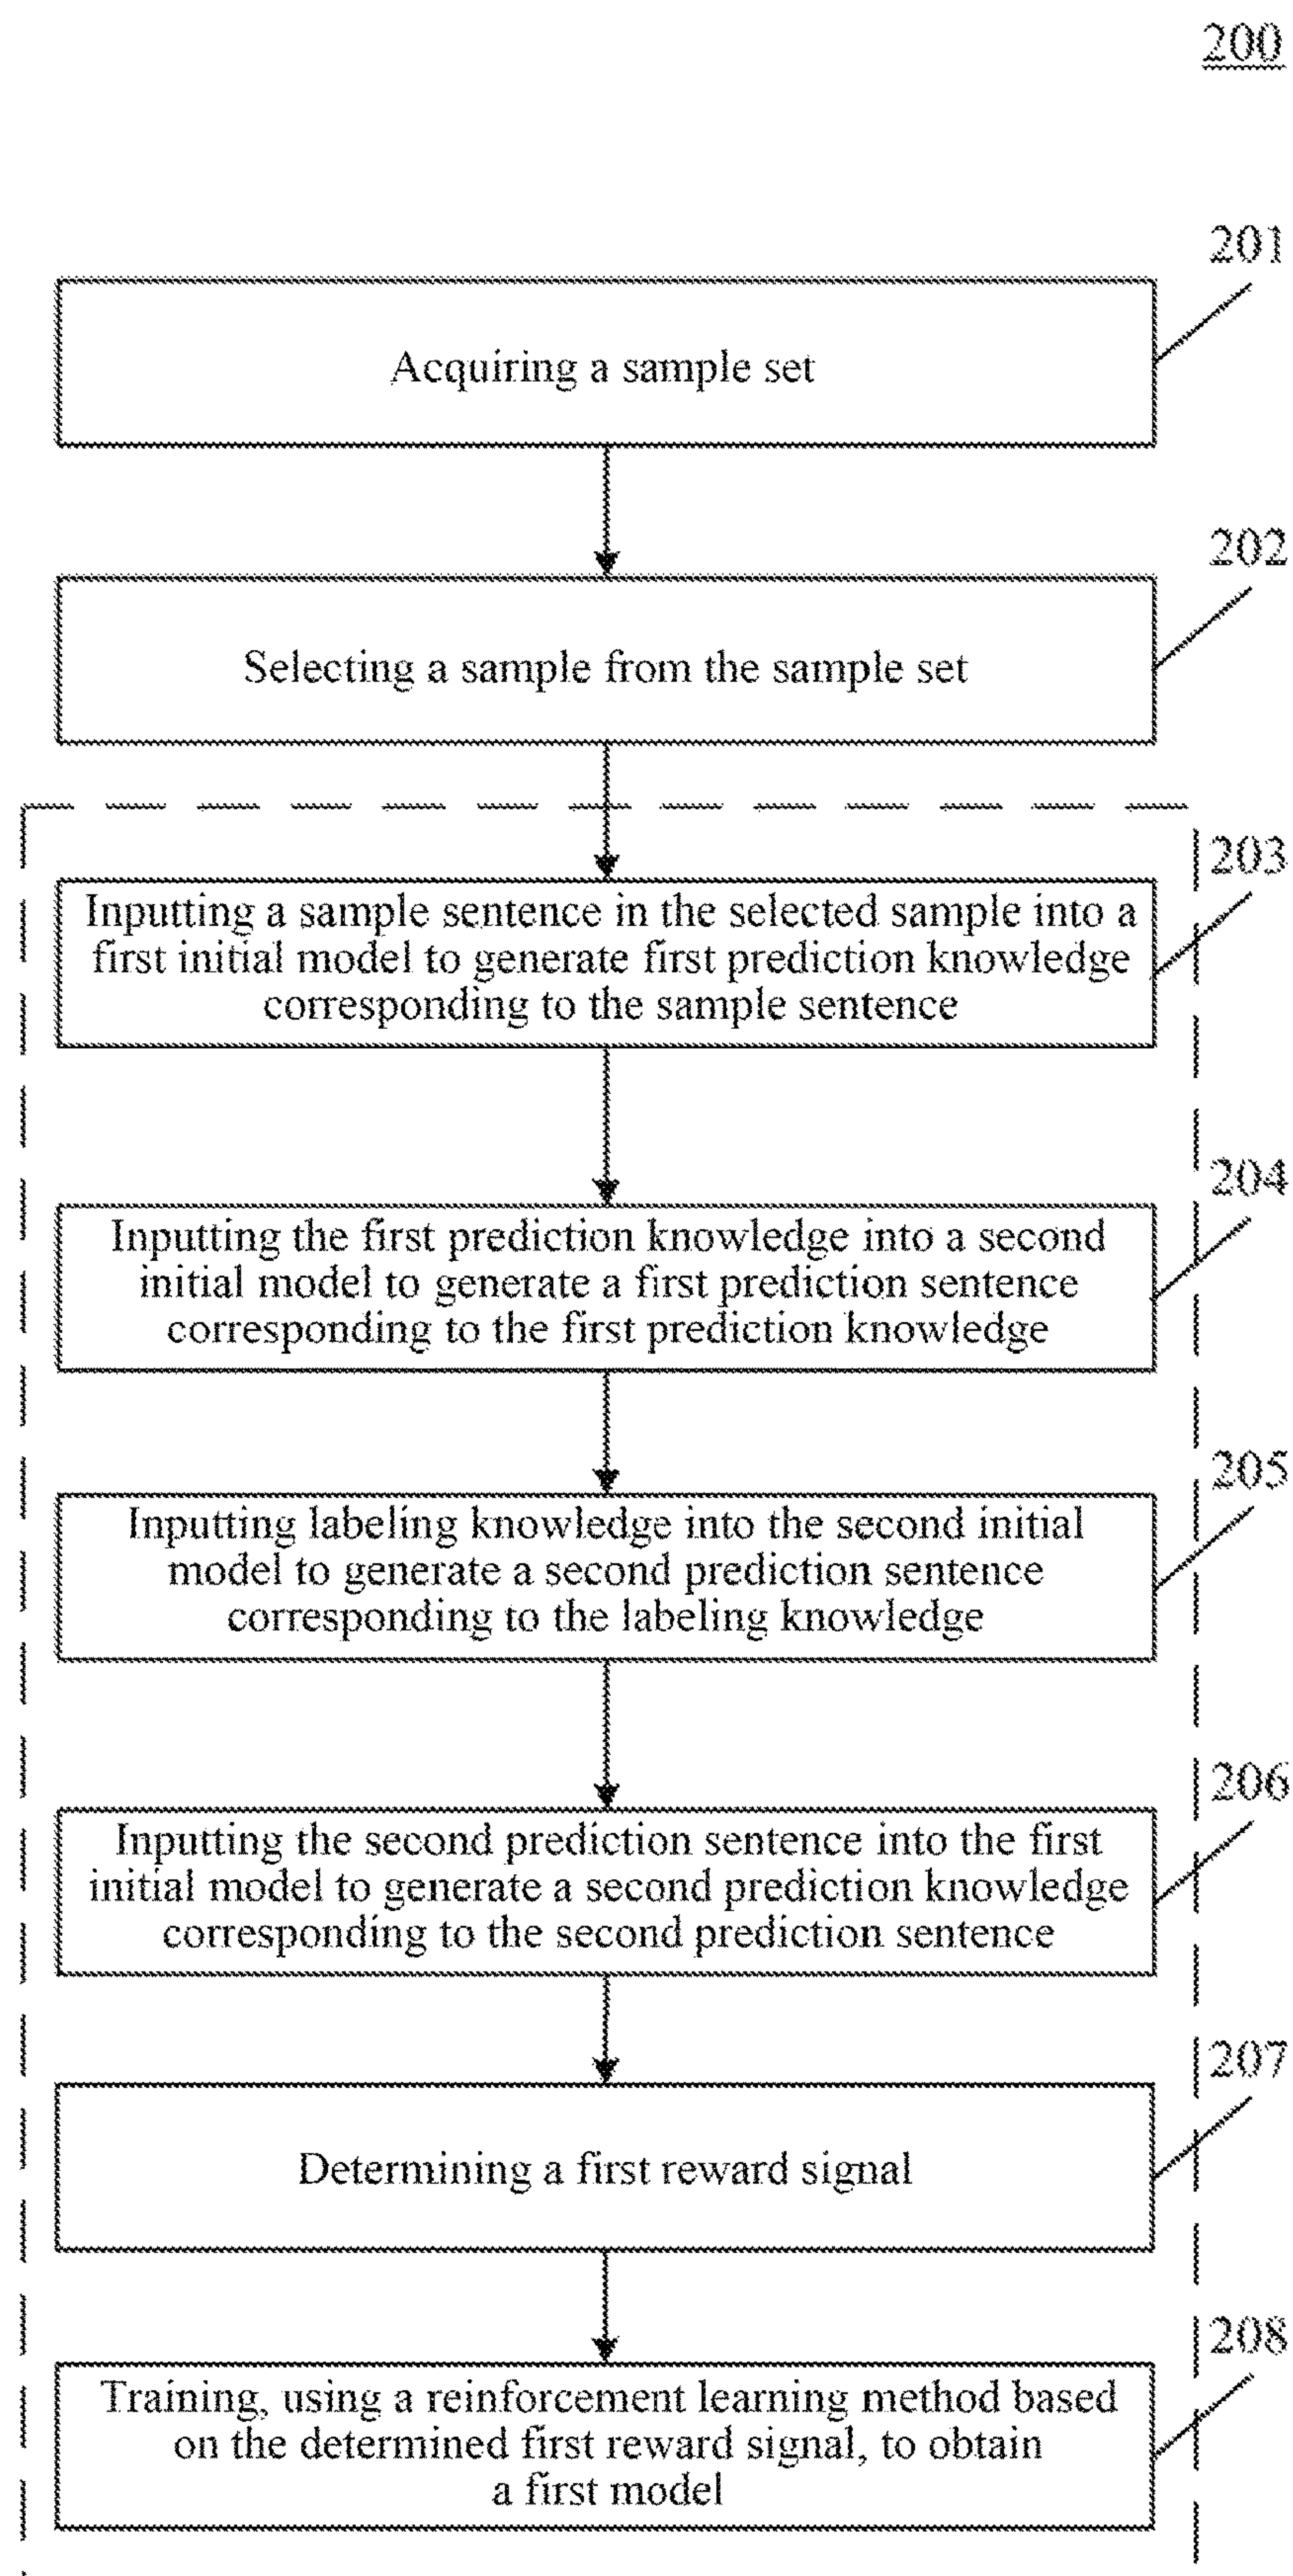 200
201
Acquiring a sample set
202
Selecting a sample from the sample set
203
Inputting a sample sentence in the selected sample into a
first initial model to generate first prediction knowledge
corresponding to the sample sentence
204
Inputting the first prediction knowledge into a second
initial model to generate a first prediction sentence
corresponding to the first prediction knowledge
205
Inputting labeling knowledge into the second initial
model to generate a second prediction sentence
corresponding to the labeling knowledge
206
Inputting the second prediction sentence into the first
initial model to generate a second prediction knowledge
corresponding to the second prediction sentence
207
Determining a first reward signal
208
Training, using a reinforcement learning method based
on the determined first reward signal, to obtain
a first model